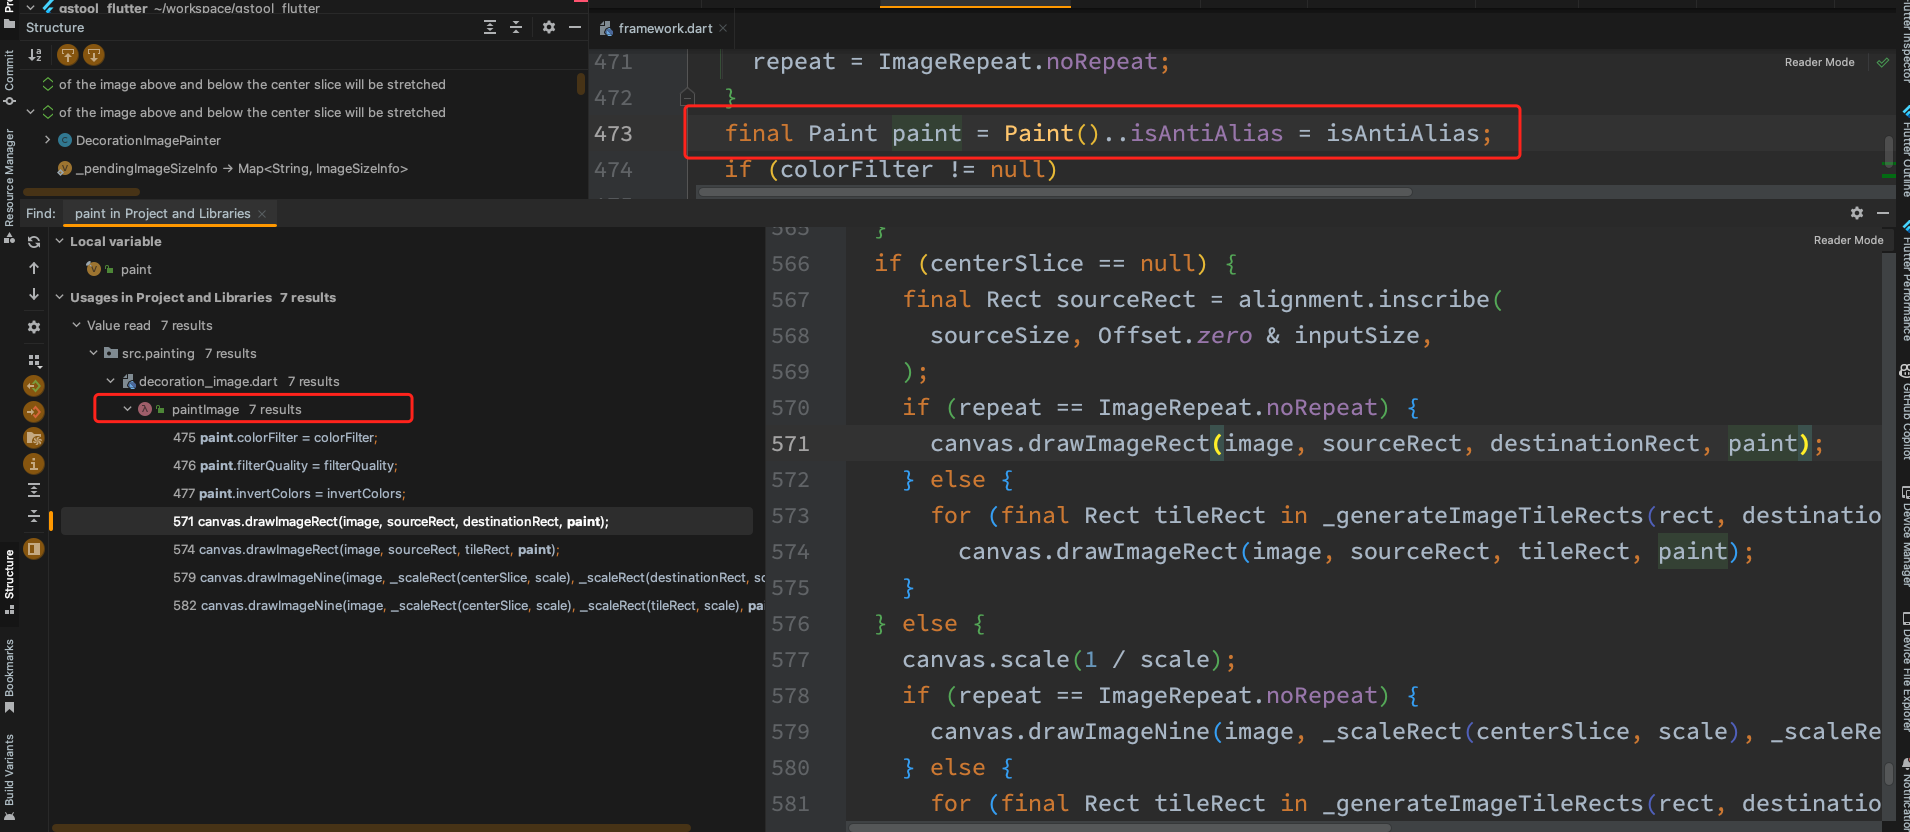 gstool_flutter ~/workspace/gstool_flutter
Structure
of the image above and below the center slice will be stretched
of the image above and below the center slice will be stretched
DecorationImagePainter
_pendingImageSizeInfo → Map<String, ImageSizeInfo>
framework.dart
Reader Mode
471 repeat = ImageRepeat.noRepeat;
472 }
473 final Paint paint = Paint()..isAntiAlias = isAntiAlias;
474 if (colorFilter != null)
Find: paint in Project and Libraries
Local variable
paint
Usages in Project and Libraries 7 results
Value read 7 results
src.painting 7 results
decoration_image.dart 7 results
paintImage 7 results
475 paint.colorFilter = colorFilter;
476 paint.filterQuality = filterQuality;
477 paint.invertColors = invertColors;
571 canvas.drawImageRect(image, sourceRect, destinationRect, paint);
574 canvas.drawImageRect(image, sourceRect, tileRect, paint);
579 canvas.drawImageNine(image, _scaleRect(centerSlice, scale), _scaleRect(destinationRect, sc
582 canvas.drawImageNine(image, _scaleRect(centerSlice, scale), _scaleRect(tileRect, scale), pai
Reader Mode
565 }
566 if (centerSlice == null) {
567 final Rect sourceRect = alignment.inscribe(
568 sourceSize, Offset.zero & inputSize,
569 );
570 if (repeat == ImageRepeat.noRepeat) {
571 canvas.drawImageRect(image, sourceRect, destinationRect, paint);
572 } else {
573 for (final Rect tileRect in _generateImageTileRects(rect, destinatio
574 canvas.drawImageRect(image, sourceRect, tileRect, paint);
575 }
576 } else {
577 canvas.scale(1 / scale);
578 if (repeat == ImageRepeat.noRepeat) {
579 canvas.drawImageNine(image, _scaleRect(centerSlice, scale), _scaleRe
580 } else {
581 for (final Rect tileRect in _generateImageTileRects(rect, destinatio
Commit
Resource Manager
Structure
Bookmarks
Build Variants
Flutter Inspector
Flutter Outline
Flutter Performance
GitHub Copilot
Device Manager
Device File Explorer
Notification